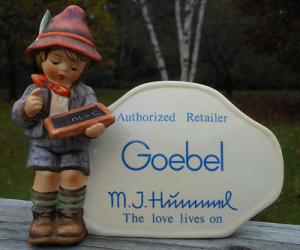 Authorized Retailer
Goebel
M.J. Hummel
The love lives on